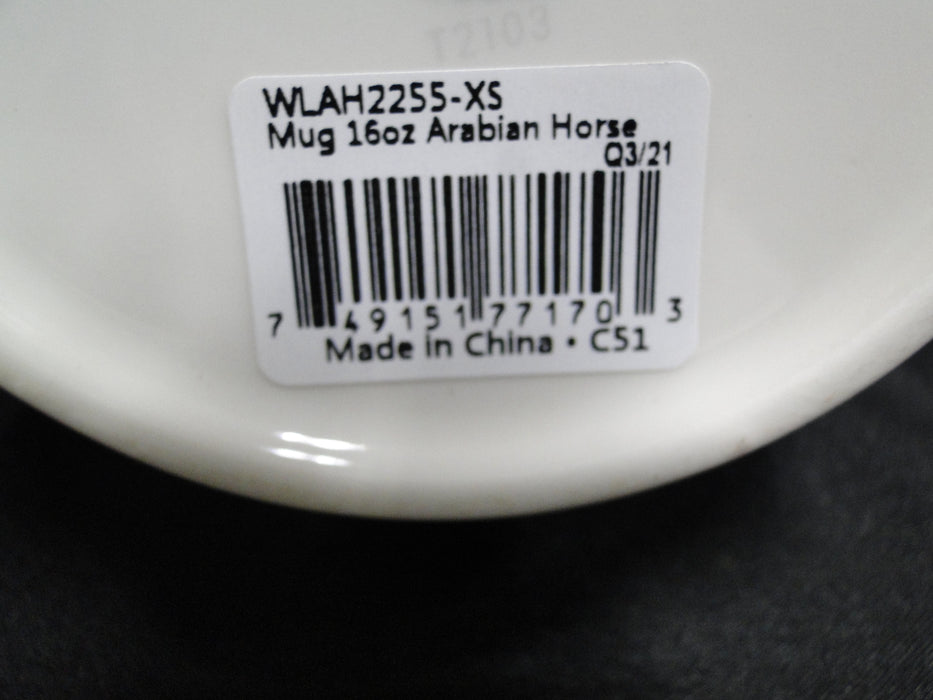 T2103
WLAH2255-XS
Mug 16oz Arabian Horse
Q3/21
7 49151 77170 3
Made in China • C51